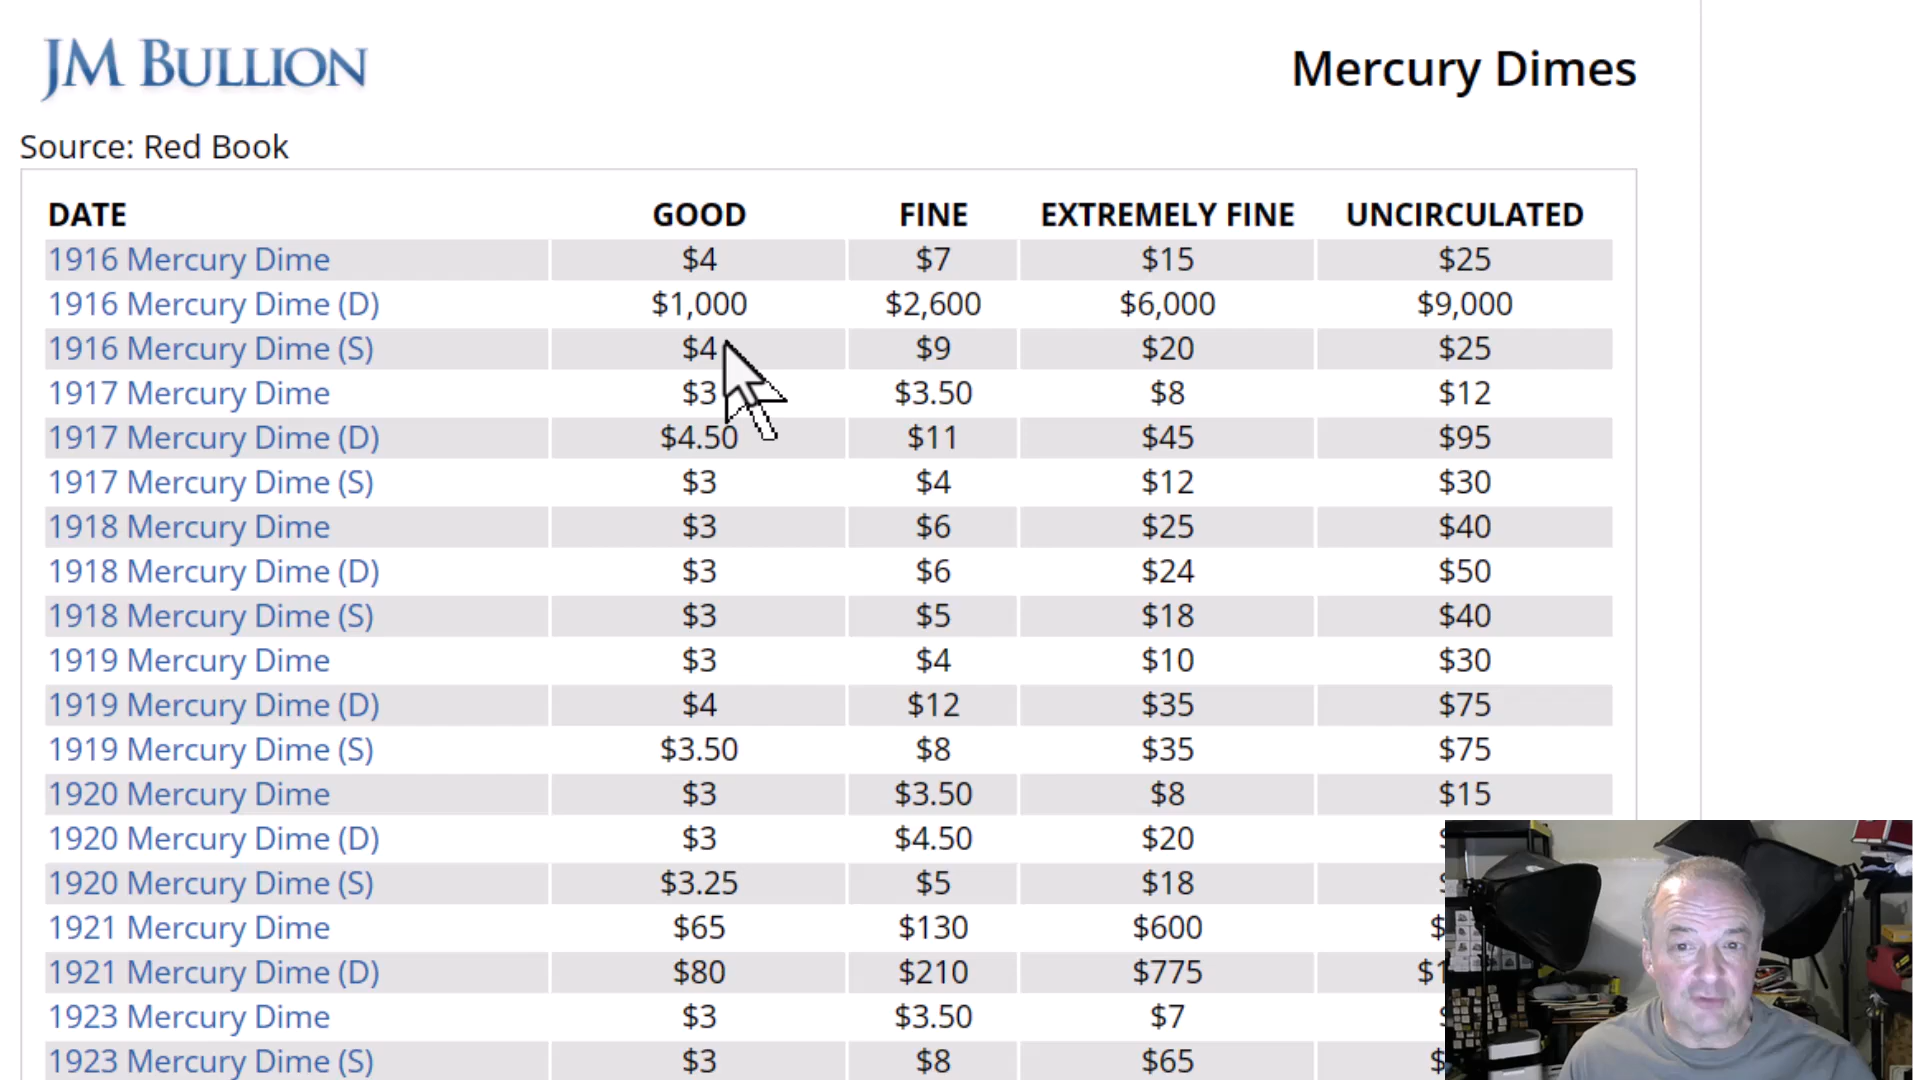 JM BULLION
Mercury Dimes
Source: Red Book
DATE GOOD FINE EXTREMELY FINE UNCIRCULATED
1916 Mercury Dime $4 $7 $15 $25
1916 Mercury Dime (D) $1,000 $2,600 $6,000 $9,000
1916 Mercury Dime (S) $4 $9 $20 $25
1917 Mercury Dime $3 $3.50 $8 $12
1917 Mercury Dime (D) $4.50 $11 $45 $95
1917 Mercury Dime (S) $3 $4 $12 $30
1918 Mercury Dime $3 $6 $25 $40
1918 Mercury Dime (D) $3 $6 $24 $50
1918 Mercury Dime (S) $3 $5 $18 $40
1919 Mercury Dime $3 $4 $10 $30
1919 Mercury Dime (D) $4 $12 $35 $75
1919 Mercury Dime (S) $3.50 $8 $35 $75
1920 Mercury Dime $3 $3.50 $8 $15
1920 Mercury Dime (D) $3 $4.50 $20
1920 Mercury Dime (S) $3.25 $5 $18
1921 Mercury Dime $65 $130 $600
1921 Mercury Dime (D) $80 $210 $775
1923 Mercury Dime $3 $3.50 $7
1923 Mercury Dime (S) $3 $8 $65